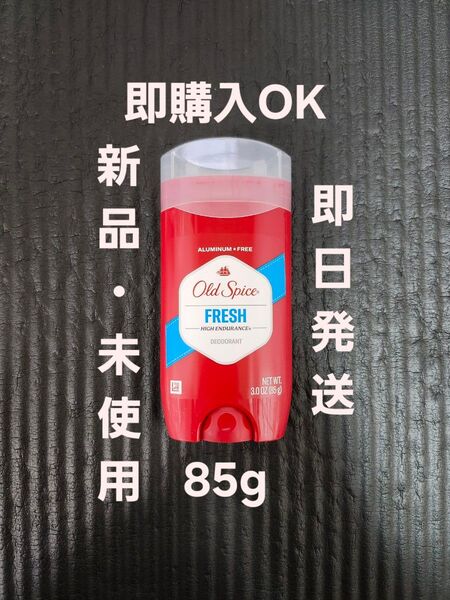 即購入OK
新品・未使用
即日発送
ALUMINUM • FREE
Old Spice
FRESH
HIGH ENDURANCE
DEODORANT
NET WT.
3.0 OZ (85 g)
85g